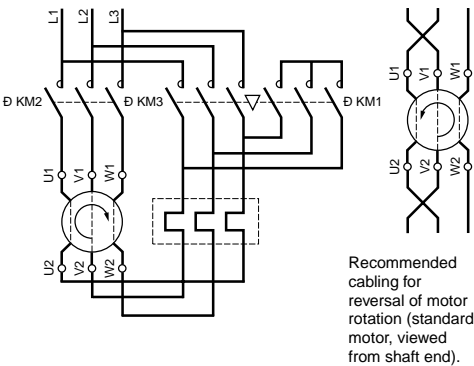 L1 L2 L3
Đ KM2 Đ KM3 Đ KM1
U1 V1 W1
U2 V2 W2
U1 V1 W1
U2 V2 W2
Recommended
cabling for
reversal of motor
rotation (standard
motor, viewed
from shaft end).